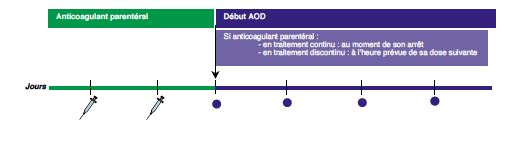 Anticoagulant parentéral
Début AOD
Si anticoagulant parentéral :
- en traitement continu : au moment de son arrêt
- en traitement discontinu : à l'heure prévue de sa dose suivante
Jours